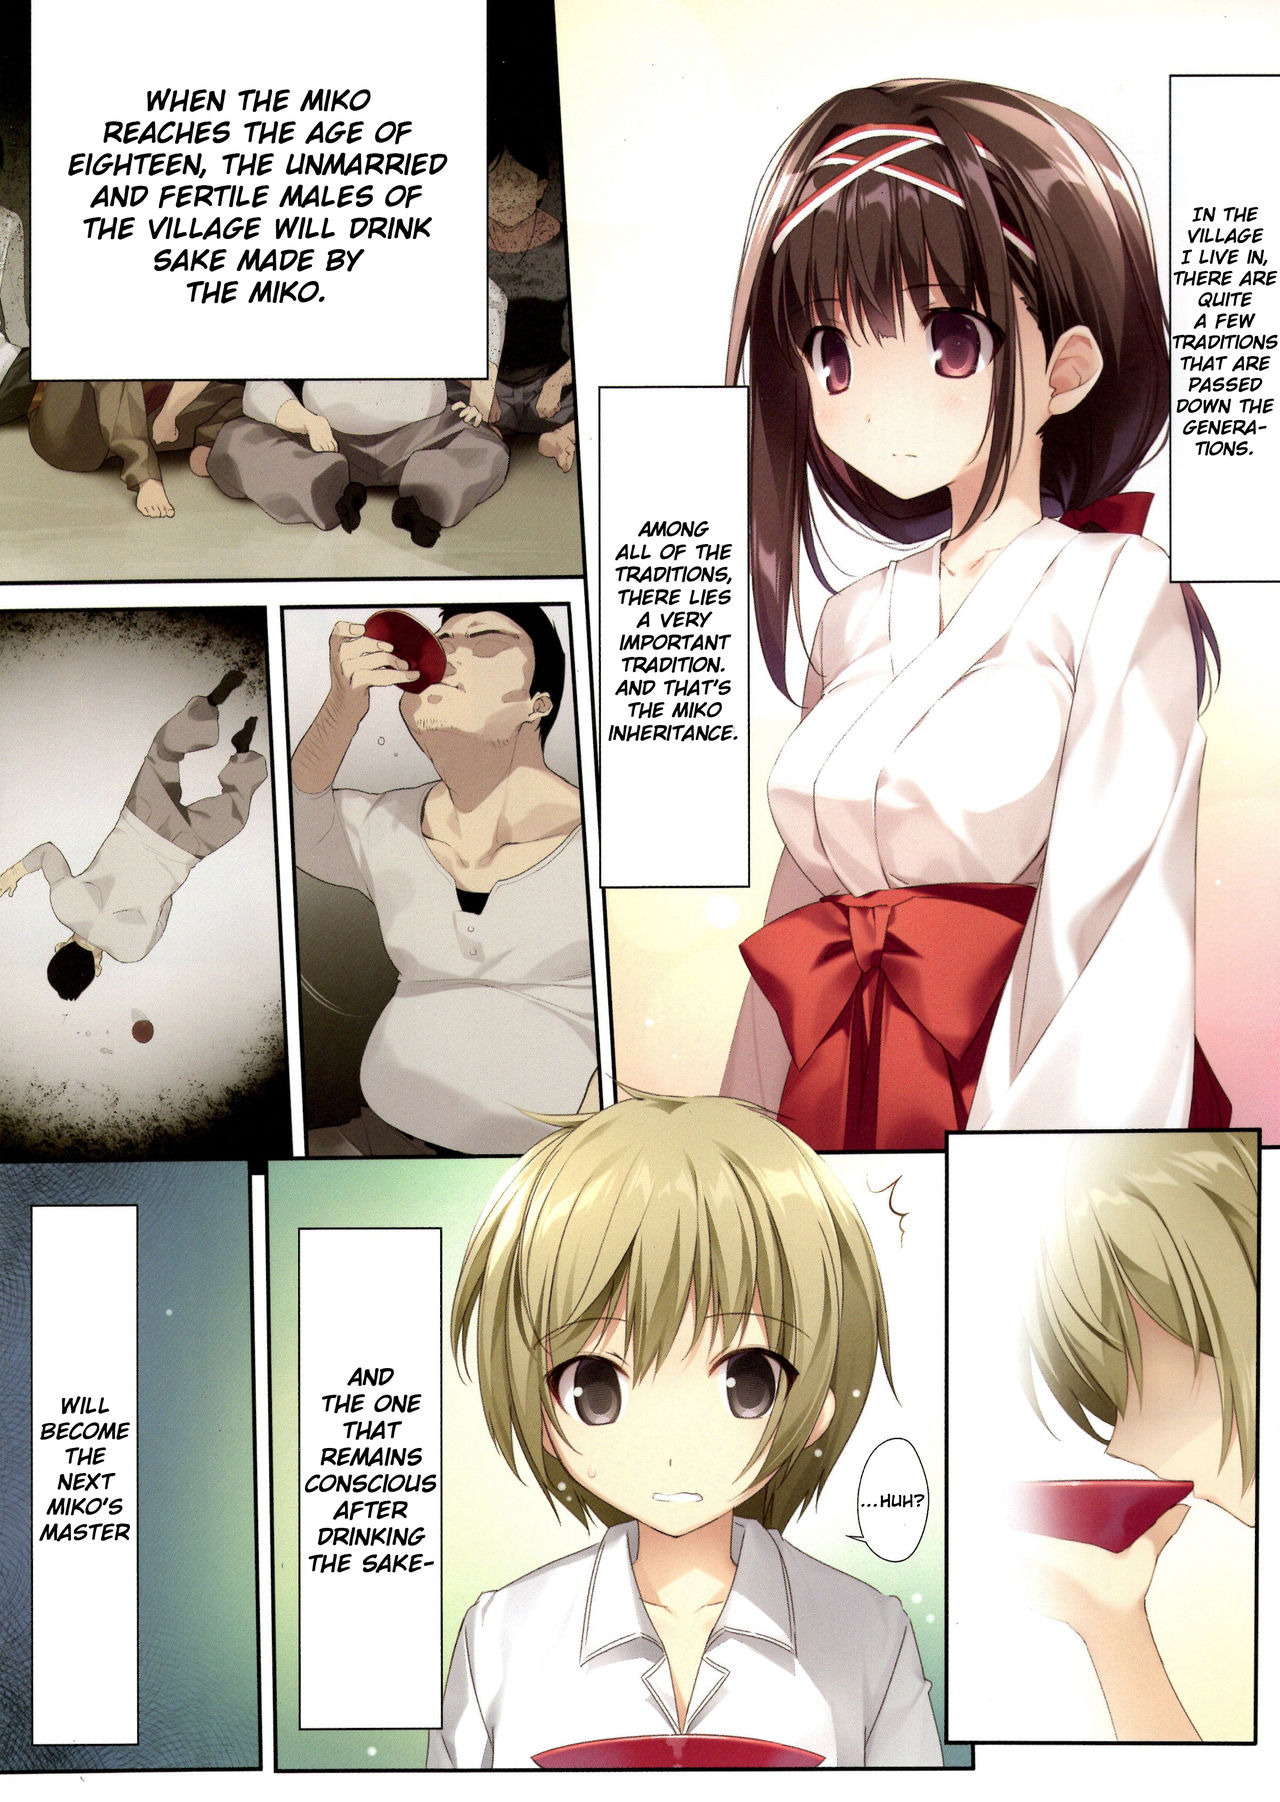 IN THE
VILLAGE
I LIVE IN,
THERE ARE
QUITE
A FEW
TRADITIONS
THAT ARE
PASSED
DOWN THE
GENERA-
TIONS.
AMONG
ALL OF THE
TRADITIONS,
THERE LIES
A VERY
IMPORTANT
TRADITION.
AND THAT'S
THE MIKO
INHERITANCE.
WHEN THE MIKO
REACHES THE AGE OF
EIGHTEEN, THE UNMARRIED
AND FERTILE MALES OF
THE VILLAGE WILL DRINK
SAKE MADE BY
THE MIKO.
...HUH?
AND
THE ONE
THAT
REMAINS
CONSCIOUS
AFTER
DRINKING
THE SAKE-
WILL
BECOME
THE
NEXT
MIKO'S
MASTER